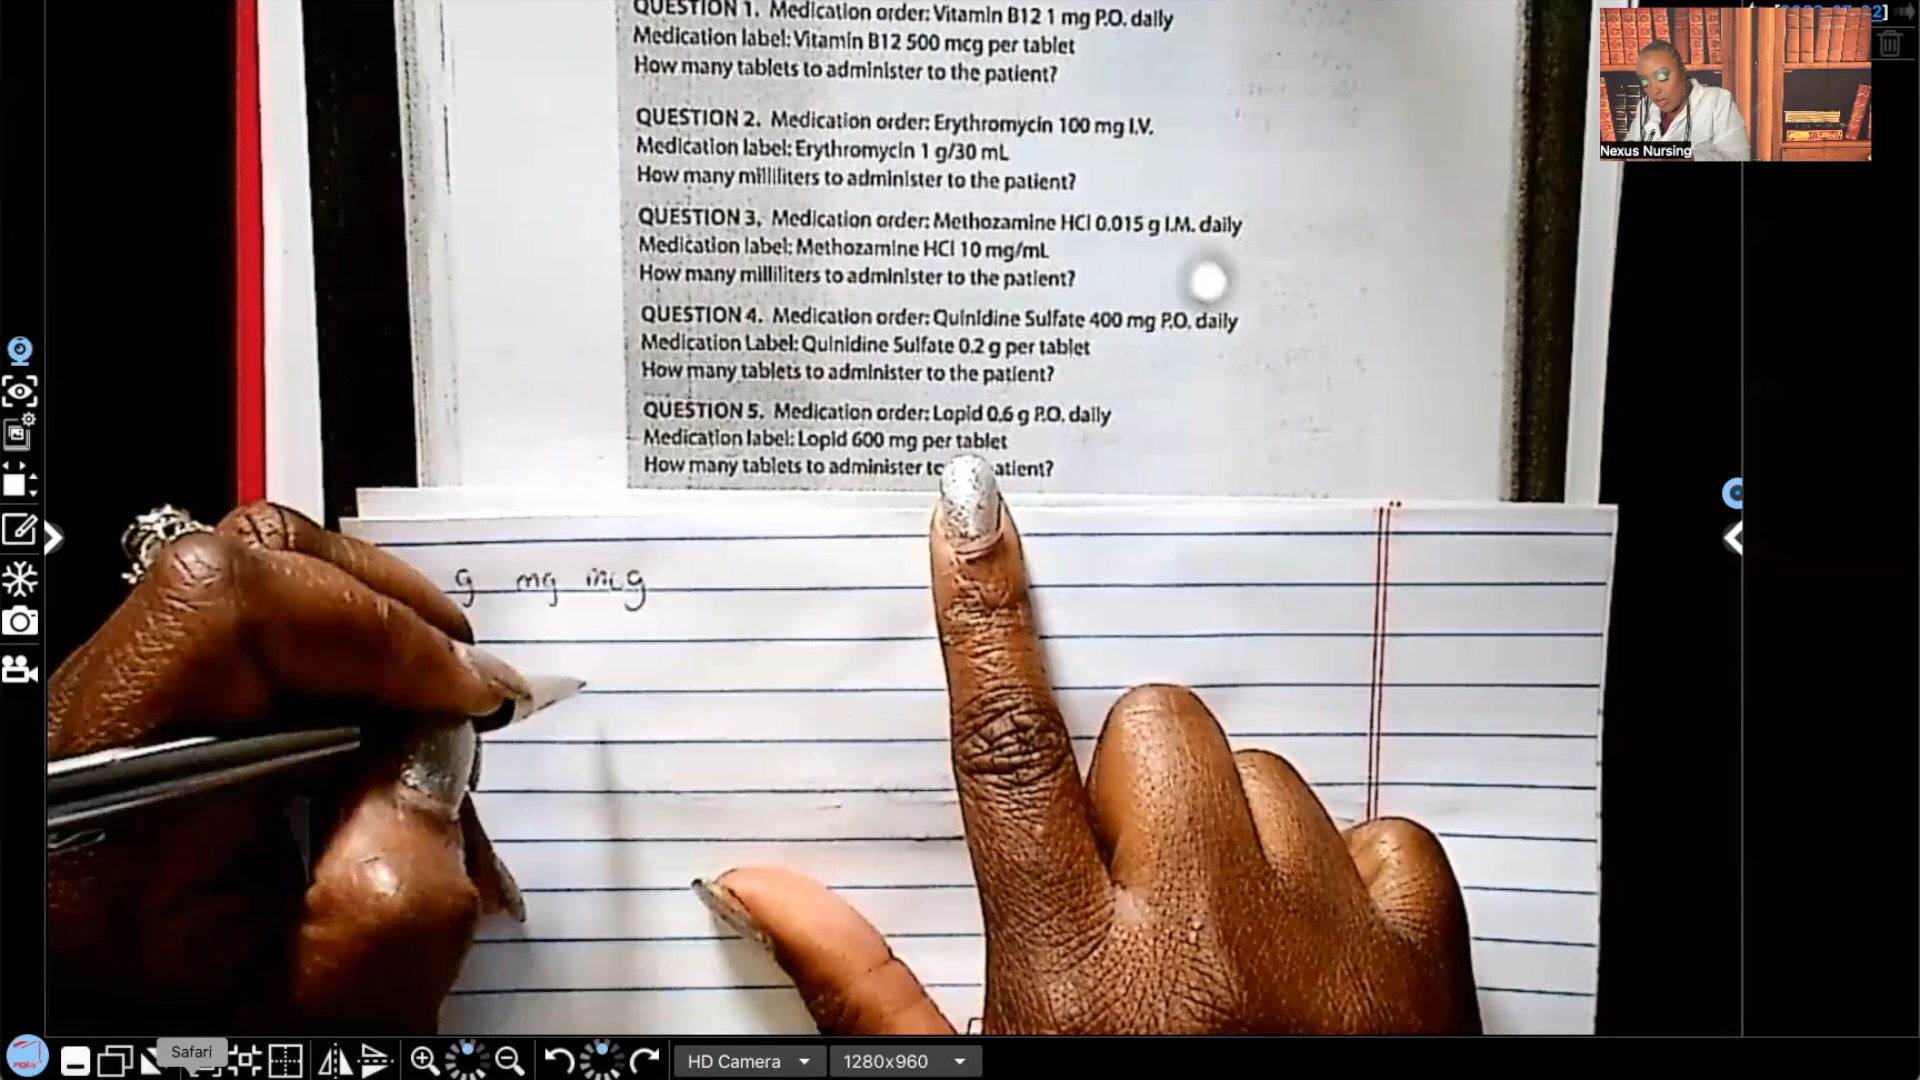 QUESTION 1. Medication order: Vitamin B12 1 mg P.O. daily
Medication label: Vitamin B12 500 mcg per tablet
How many tablets to administer to the patient?
QUESTION 2. Medication order: Erythromycin 100 mg I.V.
Medication label: Erythromycin 1 g/30 mL
How many milliliters to administer to the patient?
QUESTION 3. Medication order: Methozamine HCl 0.015 g I.M. daily
Medication label: Methozamine HCl 10 mg/mL
How many milliliters to administer to the patient?
QUESTION 4. Medication order: Quinidine Sulfate 400 mg P.O. daily
Medication Label: Quinidine Sulfate 0.2 g per tablet
How many tablets to administer to the patient?
QUESTION 5. Medication order: Lopid 0.6 g P.O. daily
Medication label: Lopid 600 mg per tablet
How many tablets to administer to
g mg mcg
Nexus Nursing
Safari
HD Camera
1280x960